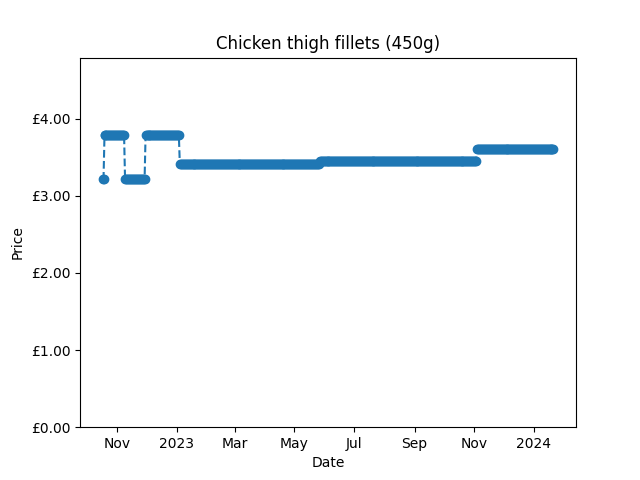 Chicken thigh fillets (450g)
£4.00
£3.00
£2.00
£1.00
£0.00
Price
Nov 2023 Mar May Jul Sep Nov 2024
Date